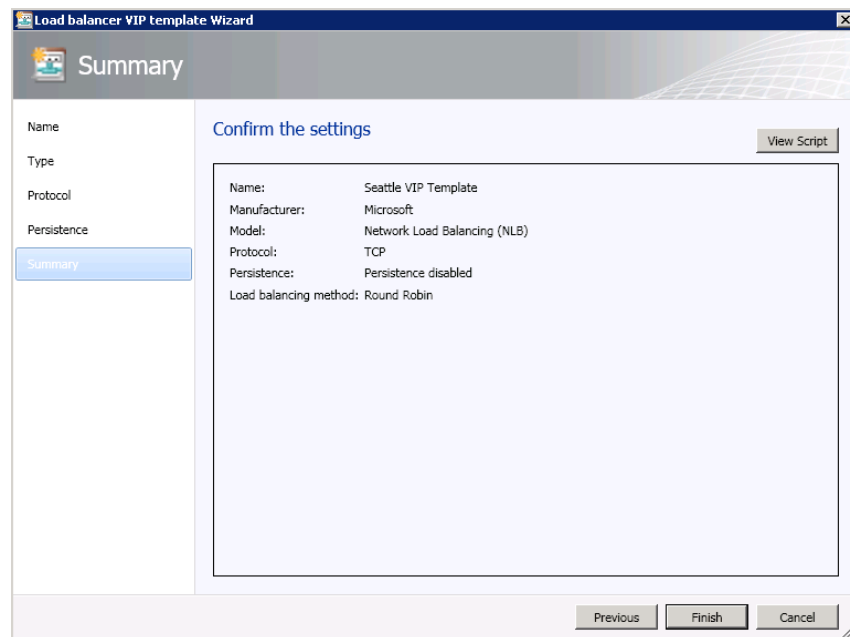 Load balancer VIP template Wizard
Summary
Name
Type
Protocol
Persistence
Summary
Confirm the settings
View Script
Name: Seattle VIP Template
Manufacturer: Microsoft
Model: Network Load Balancing (NLB)
Protocol: TCP
Persistence: Persistence disabled
Load balancing method: Round Robin
Previous Finish Cancel